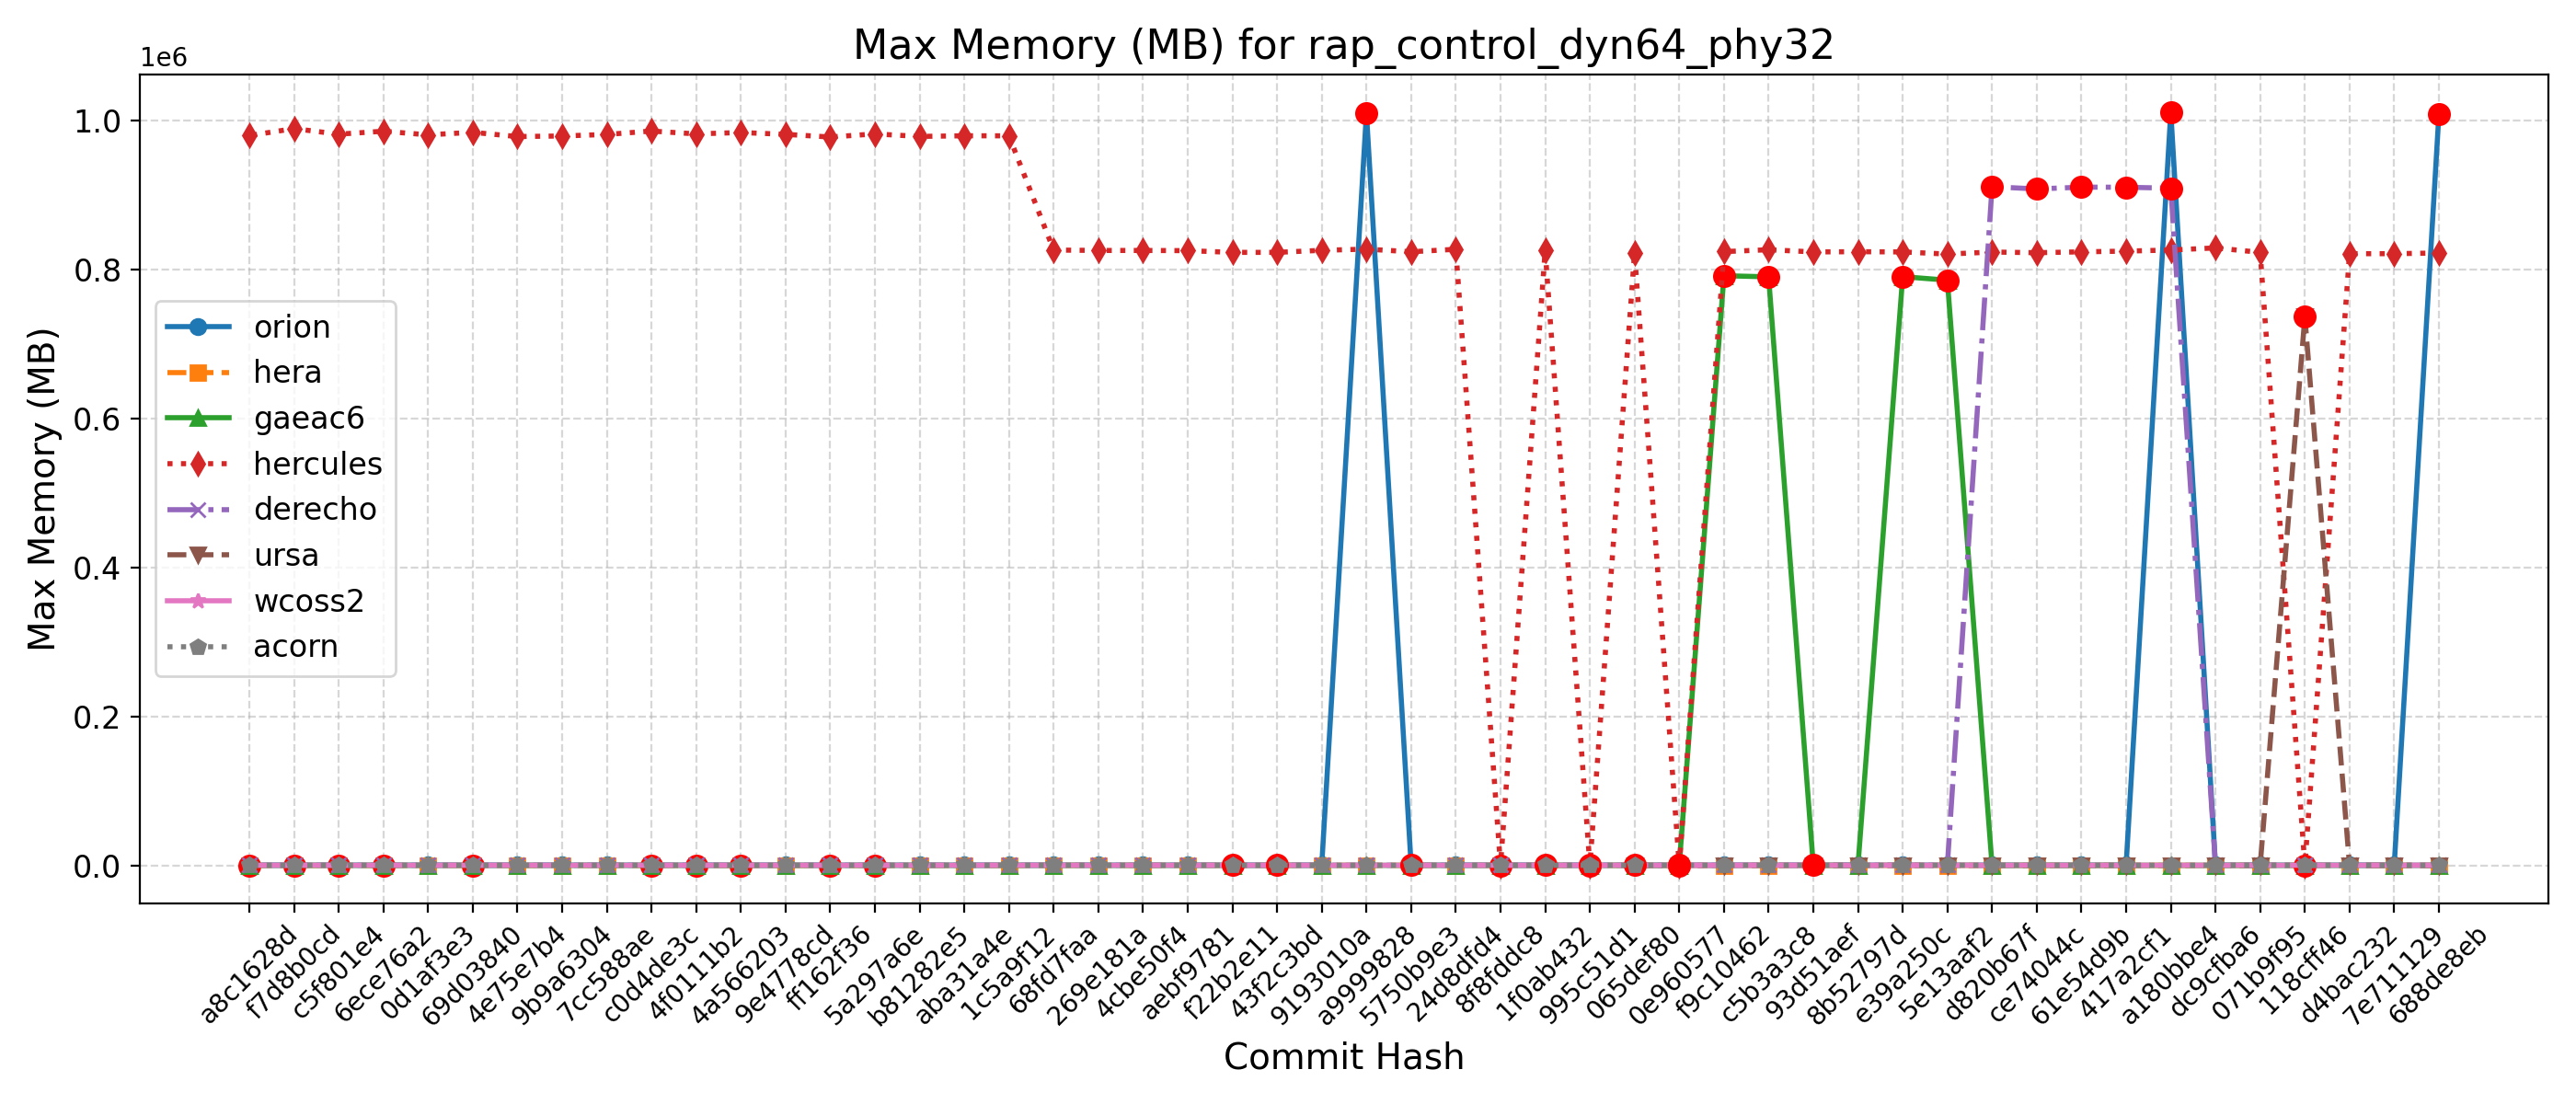 Max Memory (MB) for rap_control_dyn64_phy32
1e6
1.0
0.8
0.6
0.4
0.2
0.0
Max Memory (MB)
orion
hera
gaeac6
hercules
derecho
ursa
wcoss2
acorn
a8c1628d
f7d8b0cd
c5f801e4
6ece76a2
0d1af3e3
69d03840
4e75e7b4
9b9a6304
7cc588ae
c0d4de3c
4f0111b2
4a566203
9e4778cd
ff162f36
5a297a6e
b81282e5
aba31a4e
1c5a9f12
68fd7faa
269e181a
4cbe50f4
aebf9781
f22b2e11
43f2c3bd
9193010a
a9999828
5750b9e3
24d8dfd4
8f8fddc8
1f0ab432
995c51d1
065def80
0e960577
f9c10462
c5b3a3c8
93d51aef
8b52797d
e39a250c
5e13aaf2
d820b67f
ce74044c
61e54d9b
417a2cf1
a180bbe4
dc9cfba6
071b9f95
118cff46
d4bac232
7e711129
688de8eb
Commit Hash